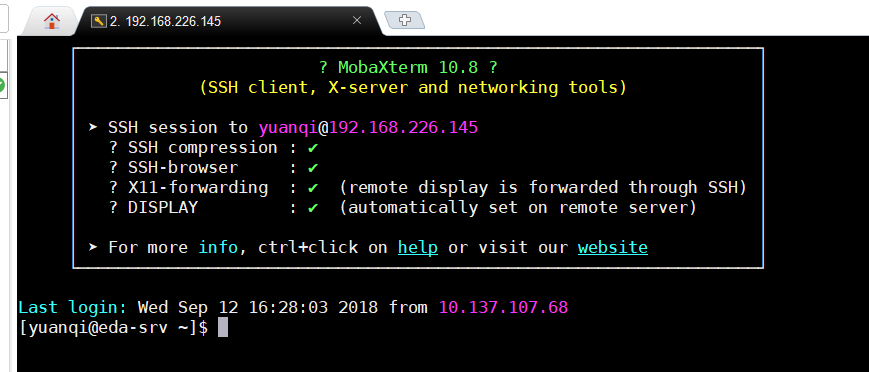 2. 192.168.226.145
? MobaXterm 10.8 ?
(SSH client, X-server and networking tools)
➤ SSH session to yuanqi@192.168.226.145
? SSH compression : ✔
? SSH-browser : ✔
? X11-forwarding : ✔ (remote display is forwarded through SSH)
? DISPLAY : ✔ (automatically set on remote server)
➤ For more info, ctrl+click on help or visit our website
Last login: Wed Sep 12 16:28:03 2018 from 10.137.107.68
[yuanqi@eda-srv ~]$